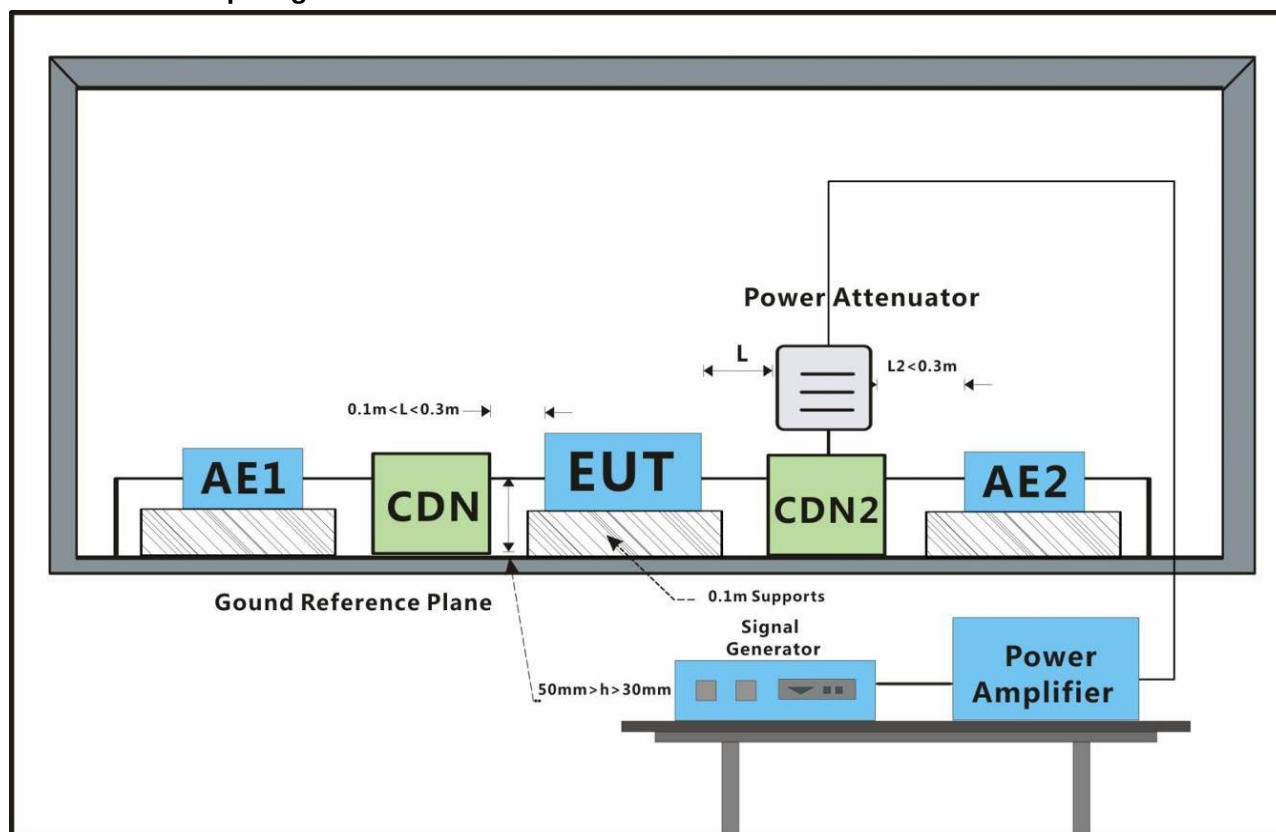 Power Attenuator
L
L2<0.3m
0.1m<L<0.3m
AE1
CDN
EUT
CDN2
AE2
Gound Reference Plane
0.1m Supports
Signal
Generator
50mm>h>30mm
Power
Amplifier